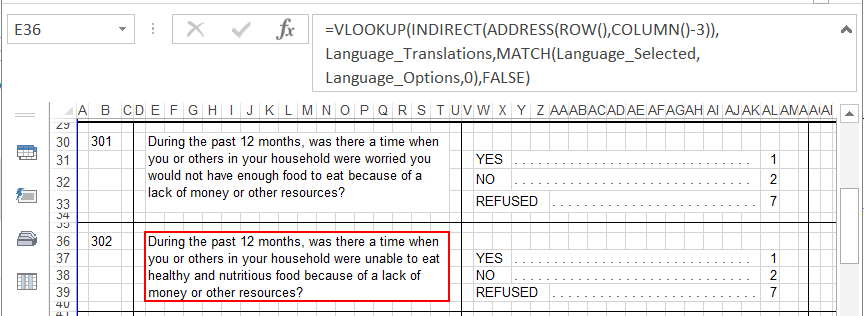 E36
=VLOOKUP(INDIRECT(ADDRESS(ROW(),COLUMN()-3)),
Language_Translations,MATCH(Language_Selected,
Language_Options,0),FALSE)
A B C D E F G H I J K L M N O P Q R S T U V W X Y Z AA AB AC AD AE AF AG AH AI AJ AK AL AM
29
30 301 During the past 12 months, was there a time when
31 you or others in your household were worried you YES 1
32 would not have enough food to eat because of a NO 2
33 lack of money or other resources? REFUSED 7
34
35
36 302 During the past 12 months, was there a time when
37 you or others in your household were unable to eat YES 1
38 healthy and nutritious food because of a lack of NO 2
39 money or other resources? REFUSED 7
40
41